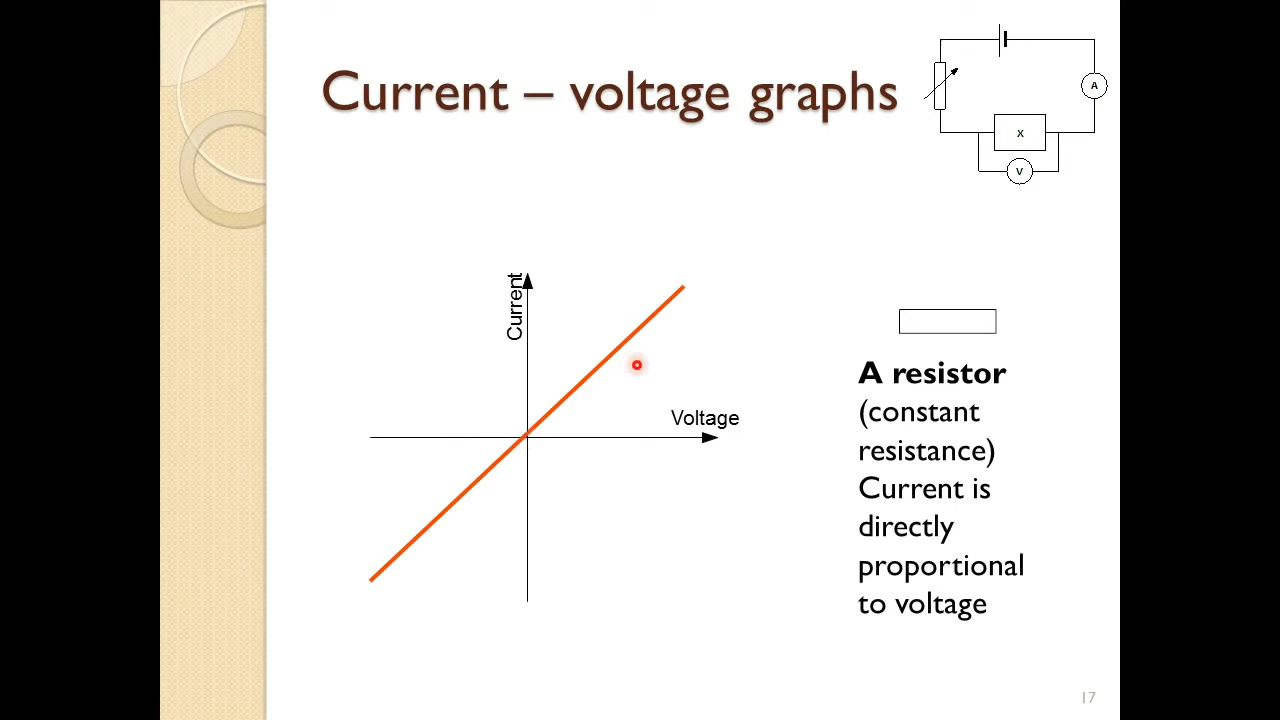 Current – voltage graphs
A
X
V
Current
Voltage
A resistor
(constant
resistance)
Current is
directly
proportional
to voltage
17